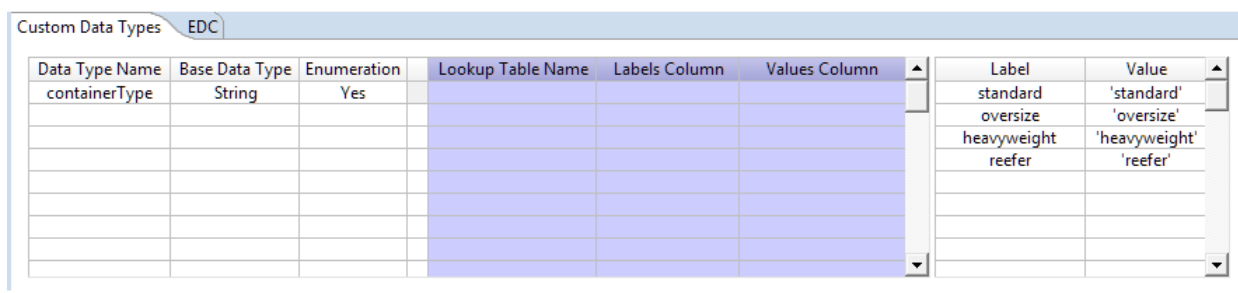 Custom Data Types EDC
Data Type Name Base Data Type Enumeration Lookup Table Name Labels Column Values Column Label Value
containerType String Yes standard 'standard'
oversize 'oversize'
heavyweight 'heavyweight'
reefer 'reefer'